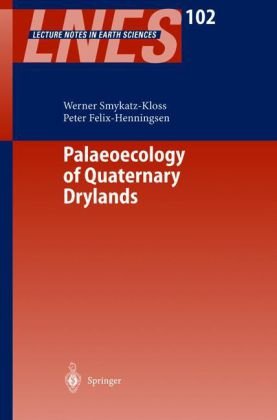 LNES 102
LECTURE NOTES IN EARTH SCIENCES
Werner Smykatz-Kloss
Peter Felix-Henningsen
Palaeoecology
of Quaternary
Drylands
Springer